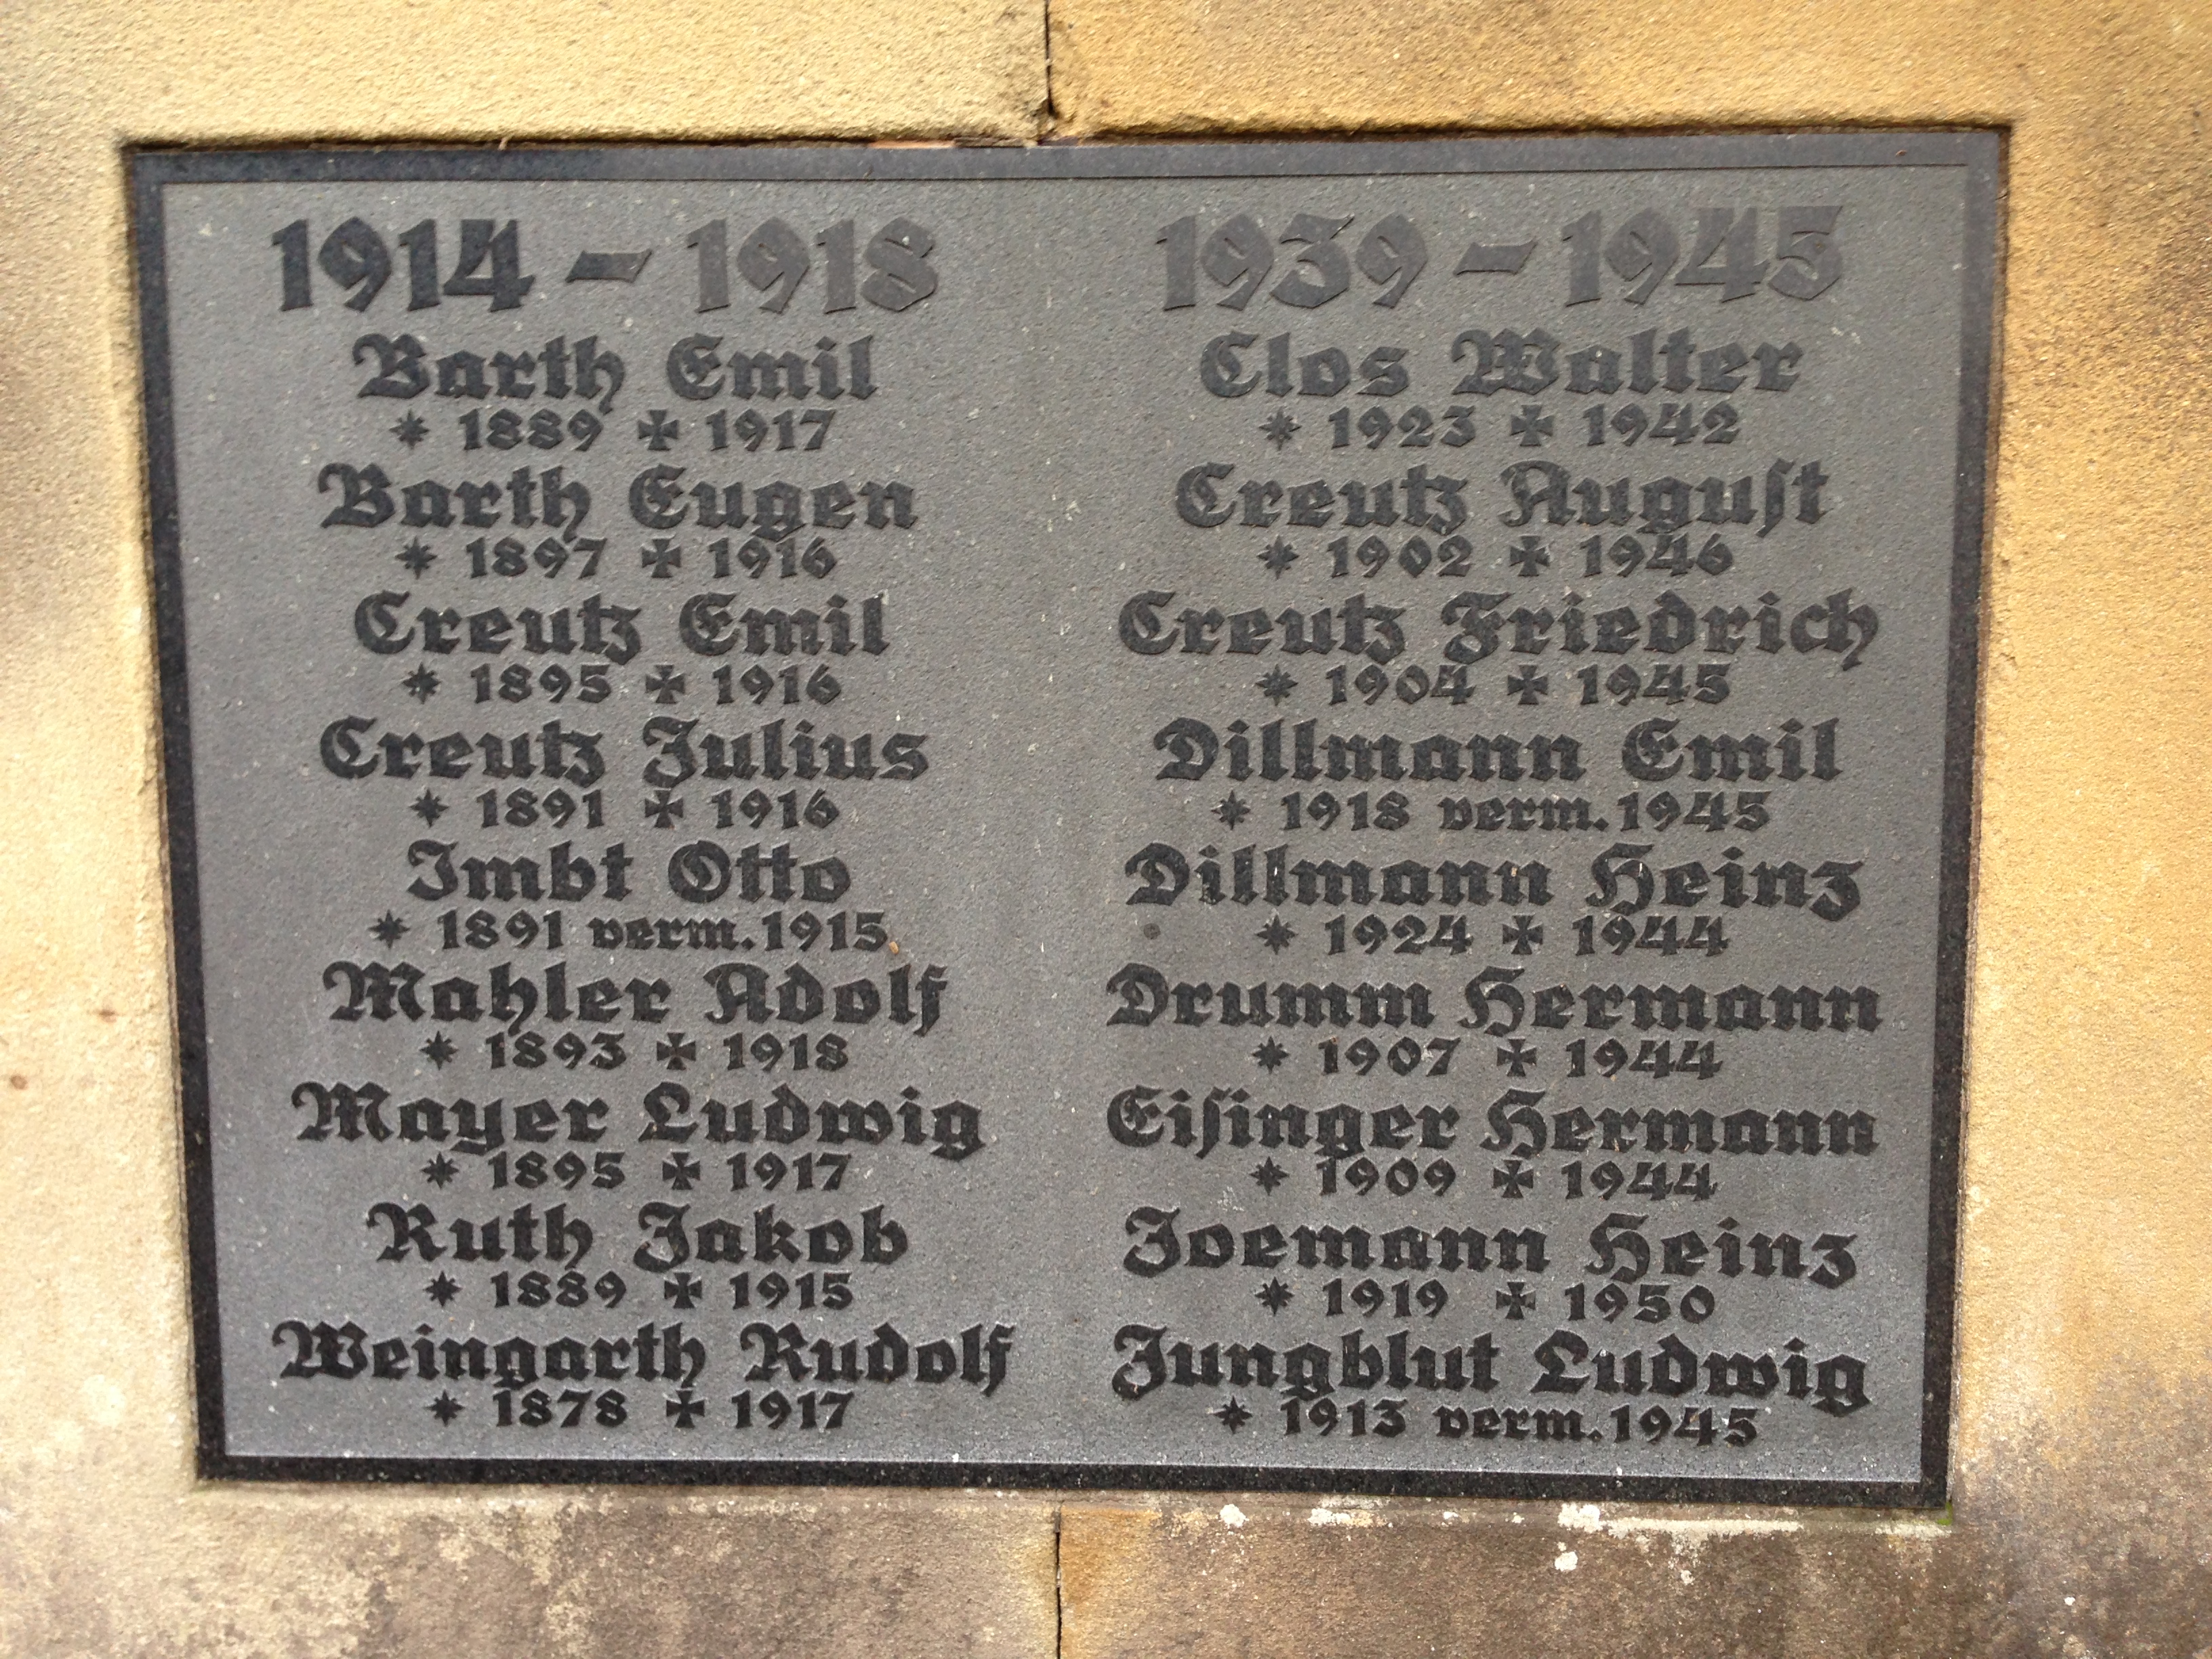 1914 – 1918
Barth Emil
* 1889 ✠ 1917
Barth Eugen
* 1897 ✠ 1916
Creutz Emil
* 1895 ✠ 1916
Creutz Julius
* 1891 ✠ 1916
Imbt Otto
* 1891 verm. 1915
Mahler Adolf
* 1893 ✠ 1918
Mayer Ludwig
* 1895 ✠ 1917
Ruth Jakob
* 1889 ✠ 1915
Weingarth Rudolf
* 1878 ✠ 1917
1939 – 1945
Clos Walter
* 1923 ✠ 1942
Creutz Auguſt
* 1902 ✠ 1946
Creutz Friedrich
* 1904 ✠ 1945
Dillmann Emil
* 1918 verm. 1945
Dillmann Heinz
* 1924 ✠ 1944
Drumm Hermann
* 1907 ✠ 1944
Eiſinger Hermann
* 1909 ✠ 1944
Joemann Heinz
* 1919 ✠ 1950
Jungblut Ludwig
* 1913 verm. 1945